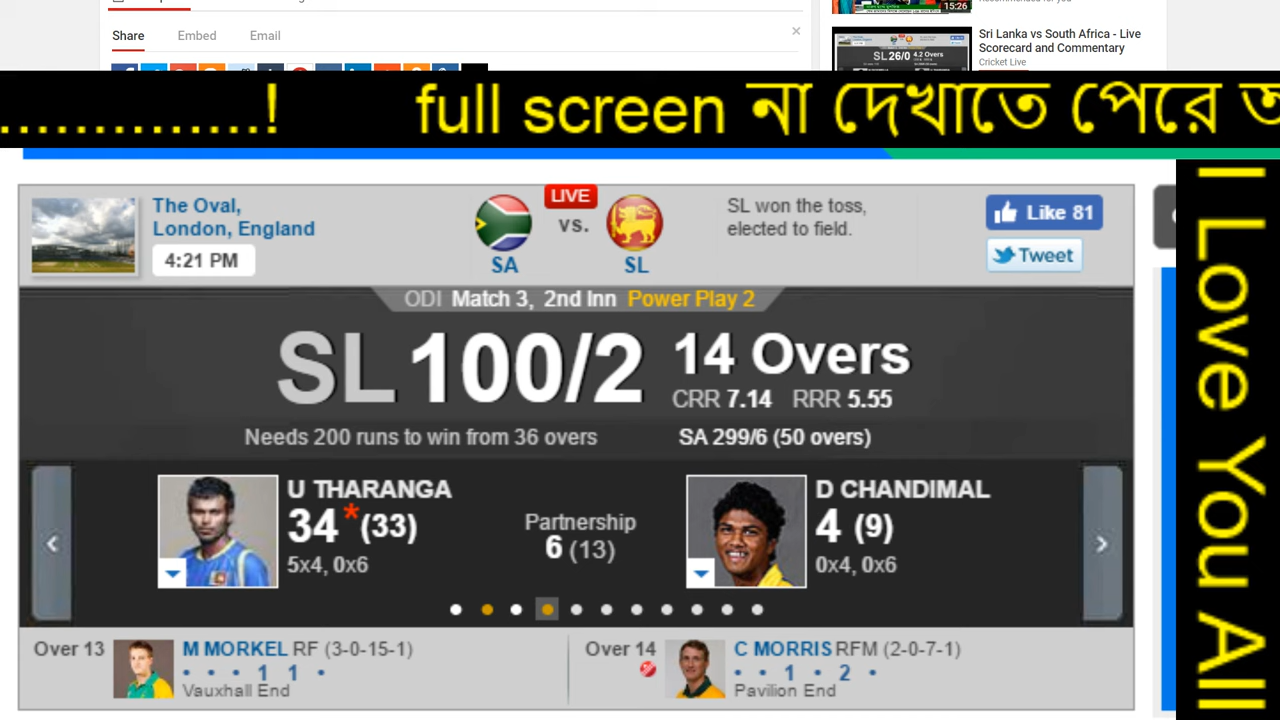 15:26
Share Embed Email ×
Sri Lanka vs South Africa - Live
Scorecard and Commentary
Cricket Live
SL 26/0 4.2 Overs
..............! full screen না দেখাতে পেরে
I Love You All
The Oval,
London, England
4:21 PM
LIVE
vs.
SA SL
SL won the toss,
elected to field.
Like 81
Tweet
ODI Match 3, 2nd Inn Power Play 2
SL 100/2 14 Overs
CRR 7.14 RRR 5.55
Needs 200 runs to win from 36 overs SA 299/6 (50 overs)
U THARANGA
34*(33)
5x4, 0x6
Partnership
6 (13)
D CHANDIMAL
4 (9)
0x4, 0x6
Over 13 M MORKEL RF (3-0-15-1)
• • • 1 1 •
Vauxhall End
Over 14 C MORRIS RFM (2-0-7-1)
• • 1 • 2 •
Pavilion End